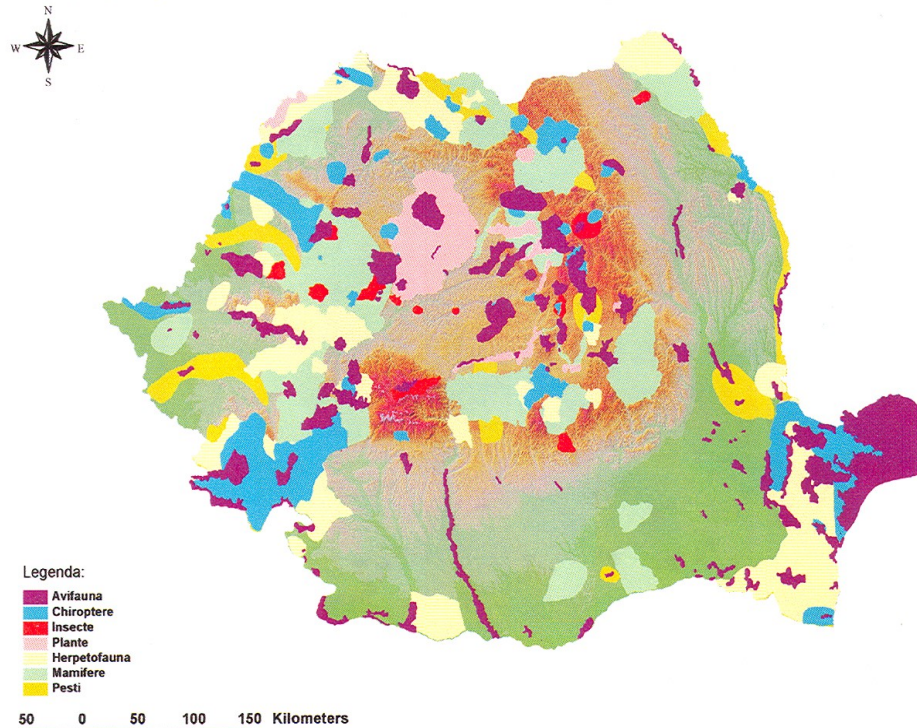 N
W E
S
Legenda:
Avifauna
Chiroptere
Insecte
Plante
Herpetofauna
Mamifere
Pesti
50 0 50 100 150 Kilometers